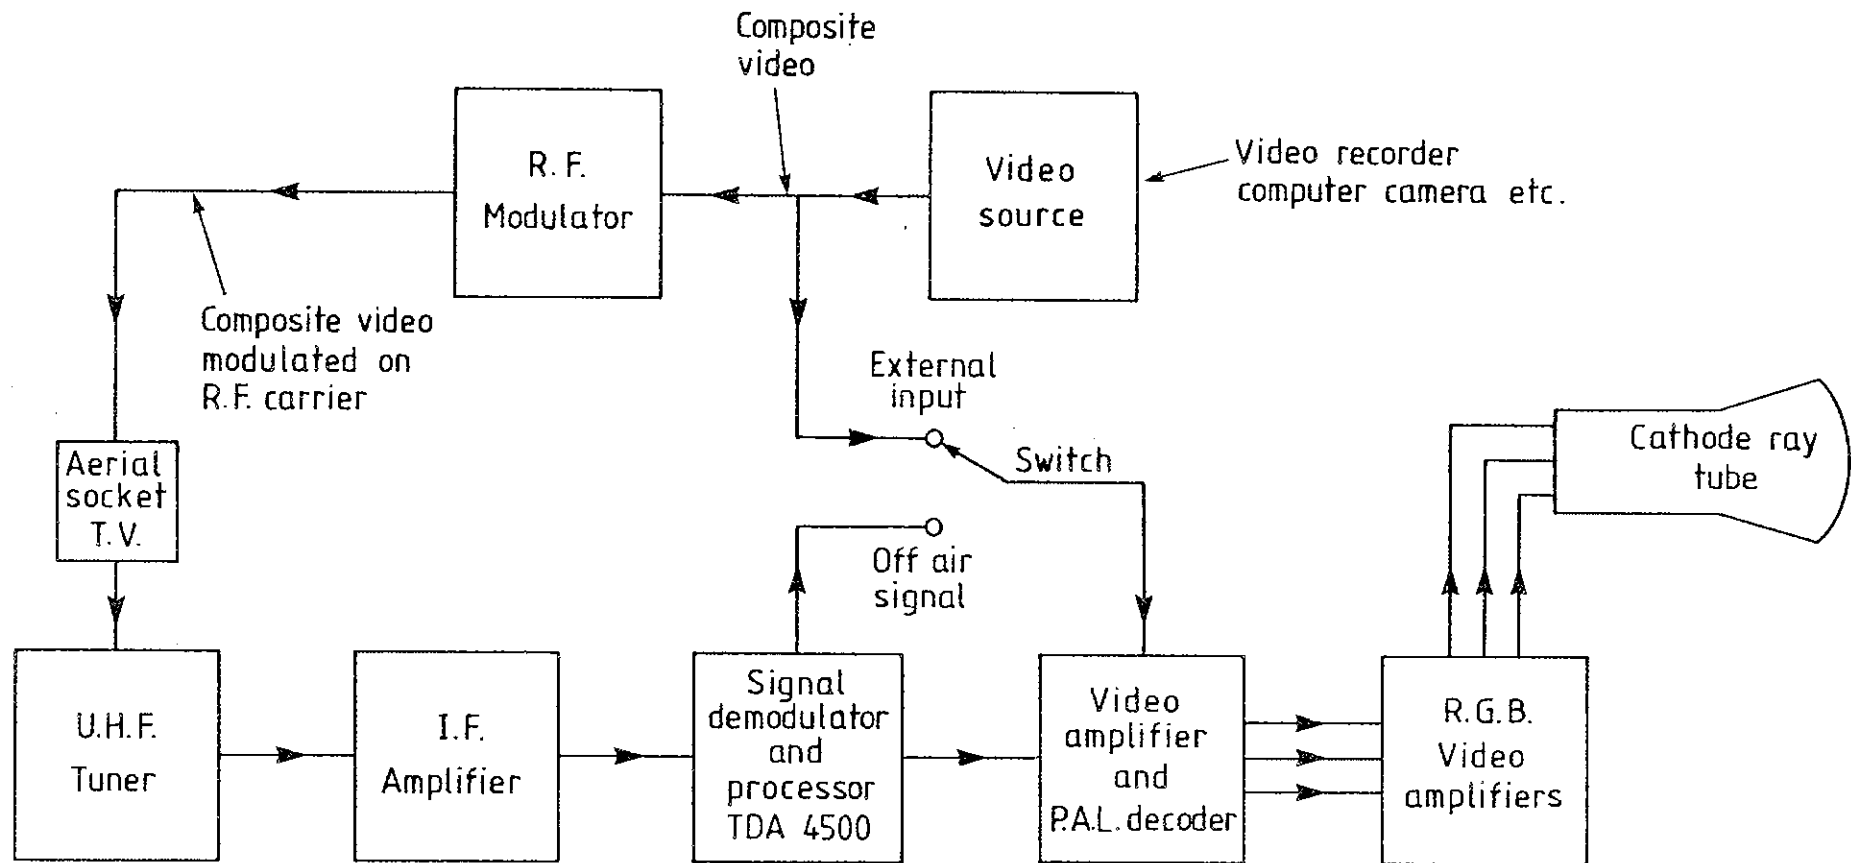 Composite
video
R. F.
Modulator
Video
source
Video recorder
computer camera etc.
Composite video
modulated on
R.F. carrier
External
input
Switch
Cathode ray
tube
Aerial
socket
T.V.
Off air
signal
U.H.F.
Tuner
I.F.
Amplifier
Signal
demodulator
and
processor
TDA 4500
Video
amplifier
and
P.A.L. decoder
R.G.B.
Video
amplifiers